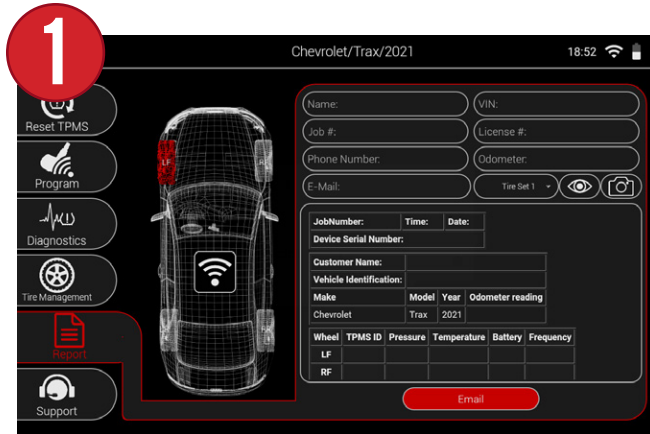 1
Chevrolet/Trax/2021
18:52
Reset TPMS
Program
Diagnostics
Tire Management
Report
Support
LF
Name:
VIN:
Job #:
License #:
Phone Number:
Odometer:
E-Mail:
Tire Set 1
JobNumber: Time: Date:
Device Serial Number:
Customer Name:
Vehicle Identification:
Make Model Year Odometer reading
Chevrolet Trax 2021
Wheel TPMS ID Pressure Temperature Battery Frequency
LF
RF
Email